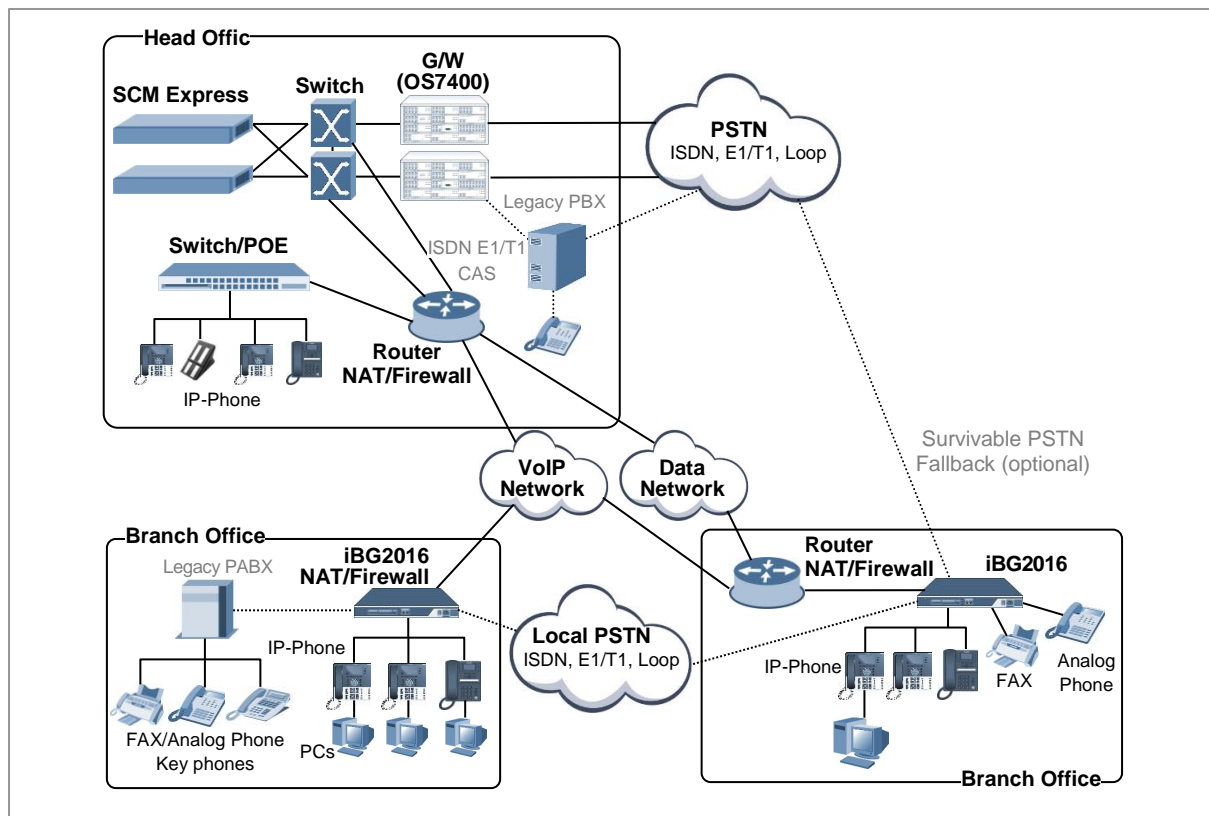 Head Offic
G/W
(OS7400)
SCM Express
Switch
PSTN
ISDN, E1/T1, Loop
Legacy PBX
Switch/POE
ISDN E1/T1
CAS
Router
NAT/Firewall
IP-Phone
Survivable PSTN
Fallback (optional)
VoIP
Network
Data
Network
Branch Office
Legacy PABX
iBG2016
NAT/Firewall
Router
NAT/Firewall
iBG2016
IP-Phone
Local PSTN
ISDN, E1/T1, Loop
IP-Phone
FAX
Analog
Phone
FAX/Analog Phone
Key phones
PCs
Branch Office